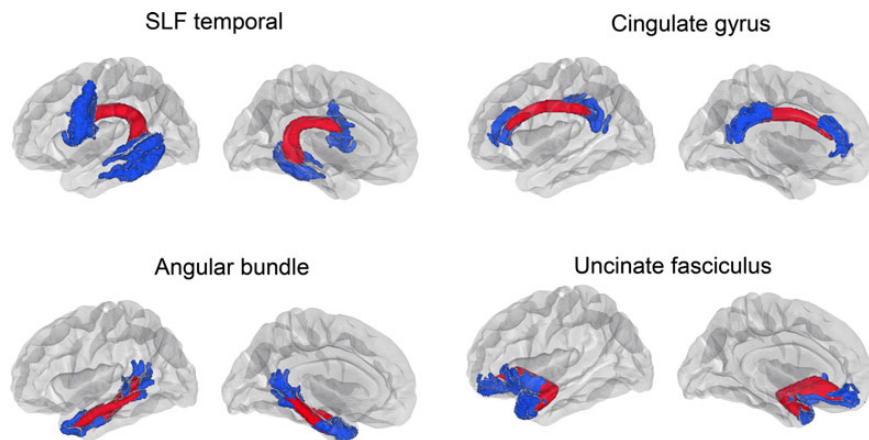 SLF temporal
Cingulate gyrus
Angular bundle
Uncinate fasciculus